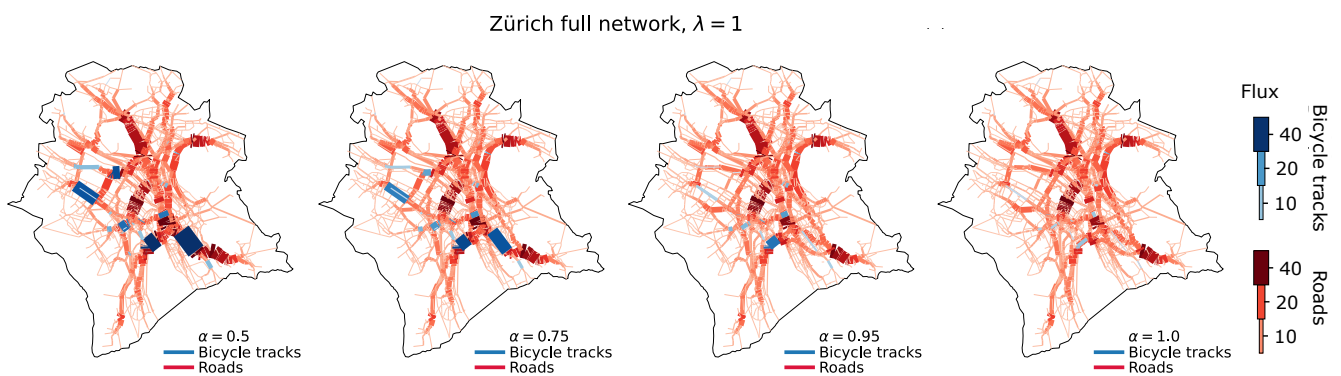 Zürich full network, λ = 1
α = 0.5
Bicycle tracks
Roads
α = 0.75
Bicycle tracks
Roads
α = 0.95
Bicycle tracks
Roads
α = 1.0
Bicycle tracks
Roads
Flux
40
20
10
Bicycle tracks
40
20
10
Roads